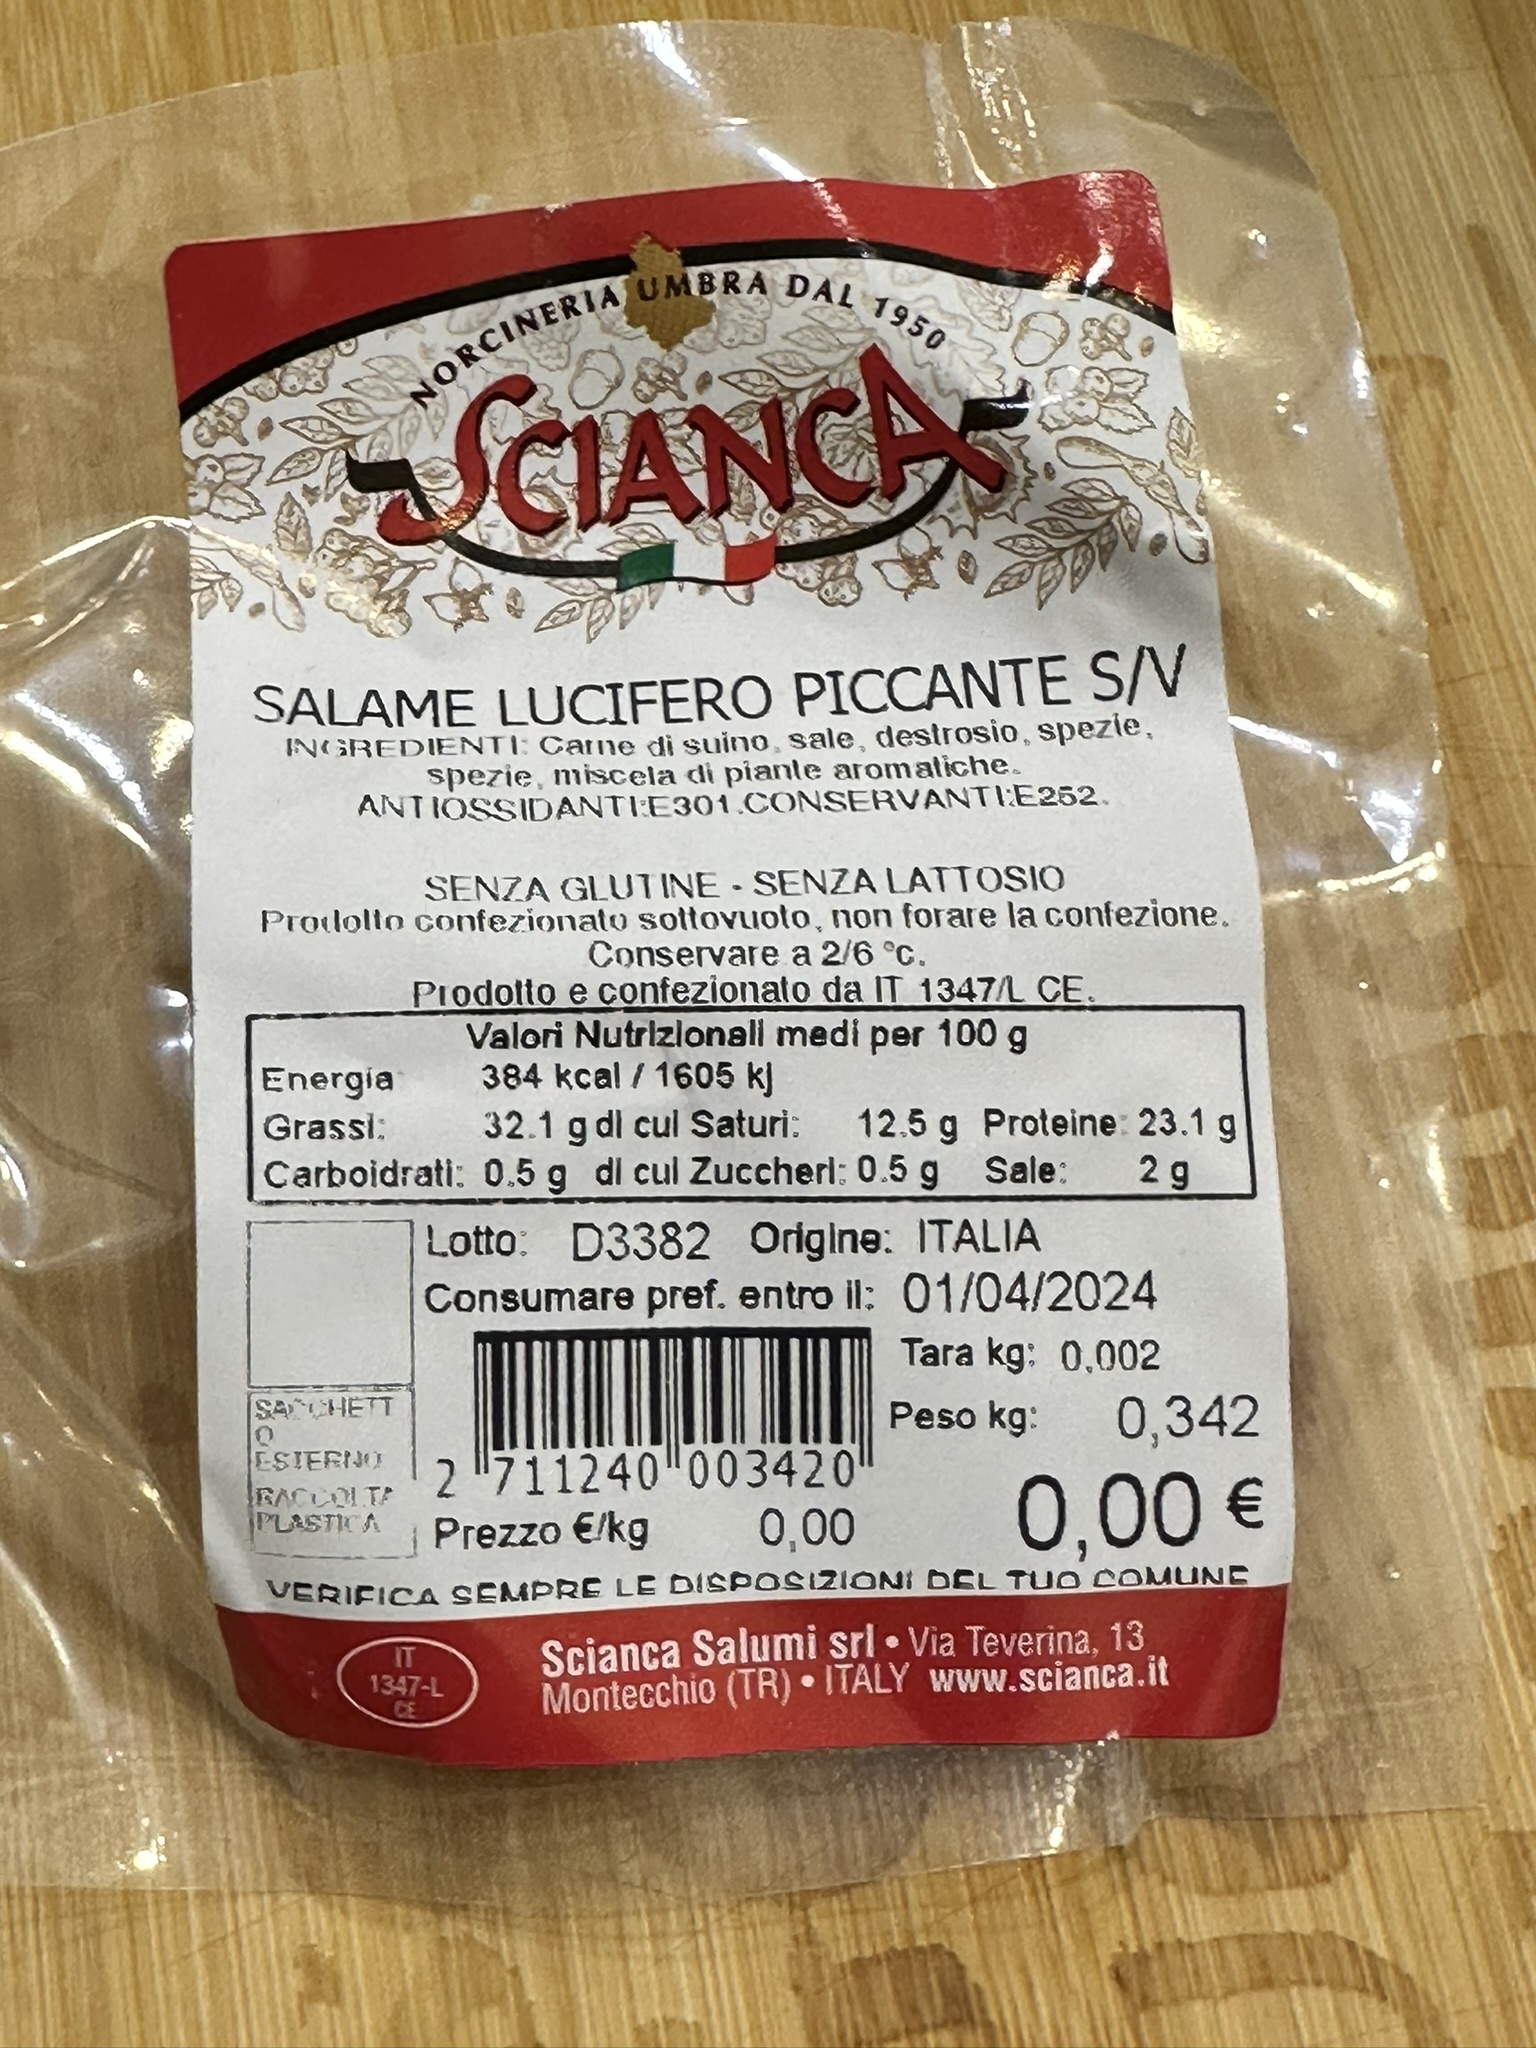 NORCINERIA UMBRA DAL 1950
SCIANCA
SALAME LUCIFERO PICCANTE S/V
INGREDIENTI: Carne di suino, sale, destrosio, spezie,
spezie, miscela di piante aromatiche.
ANTIOSSIDANTI:E301.CONSERVANTI:E252.
SENZA GLUTINE - SENZA LATTOSIO
Prodotto confezionato sottovuoto, non forare la confezione.
Conservare a 2/6 °c.
Prodotto e confezionato da IT 1347/L CE.
Valori Nutrizionali medi per 100 g
Energia 384 kcal / 1605 kj
Grassi: 32.1 g di cui Saturi: 12.5 g Proteine: 23.1 g
Carboidrati: 0.5 g di cui Zuccheri: 0.5 g Sale: 2 g
Lotto: D3382 Origine: ITALIA
Consumare pref. entro il: 01/04/2024
Tara kg: 0,002
Peso kg: 0,342
SACCHETT
O
ESTERNO
RACCOLTA
PLASTICA
2 711240 003420
Prezzo €/kg 0,00
0,00 €
VERIFICA SEMPRE LE DISPOSIZIONI DEL TUO COMUNE
IT
1347-L
CE
Scianca Salumi srl • Via Teverina, 13
Montecchio (TR) • ITALY www.scianca.it